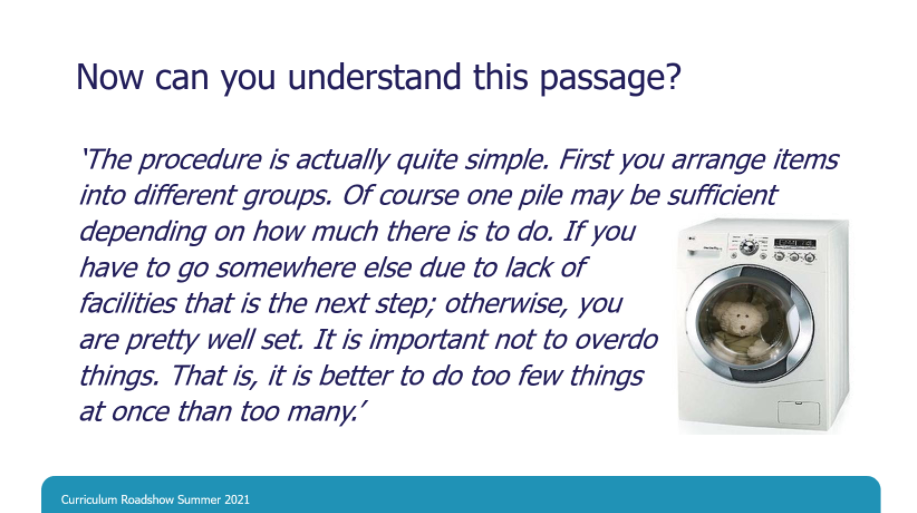 Now can you understand this passage?
‘The procedure is actually quite simple. First you arrange items
into different groups. Of course one pile may be sufficient
depending on how much there is to do. If you
have to go somewhere else due to lack of
facilities that is the next step; otherwise, you
are pretty well set. It is important not to overdo
things. That is, it is better to do too few things
at once than too many.’
Curriculum Roadshow Summer 2021